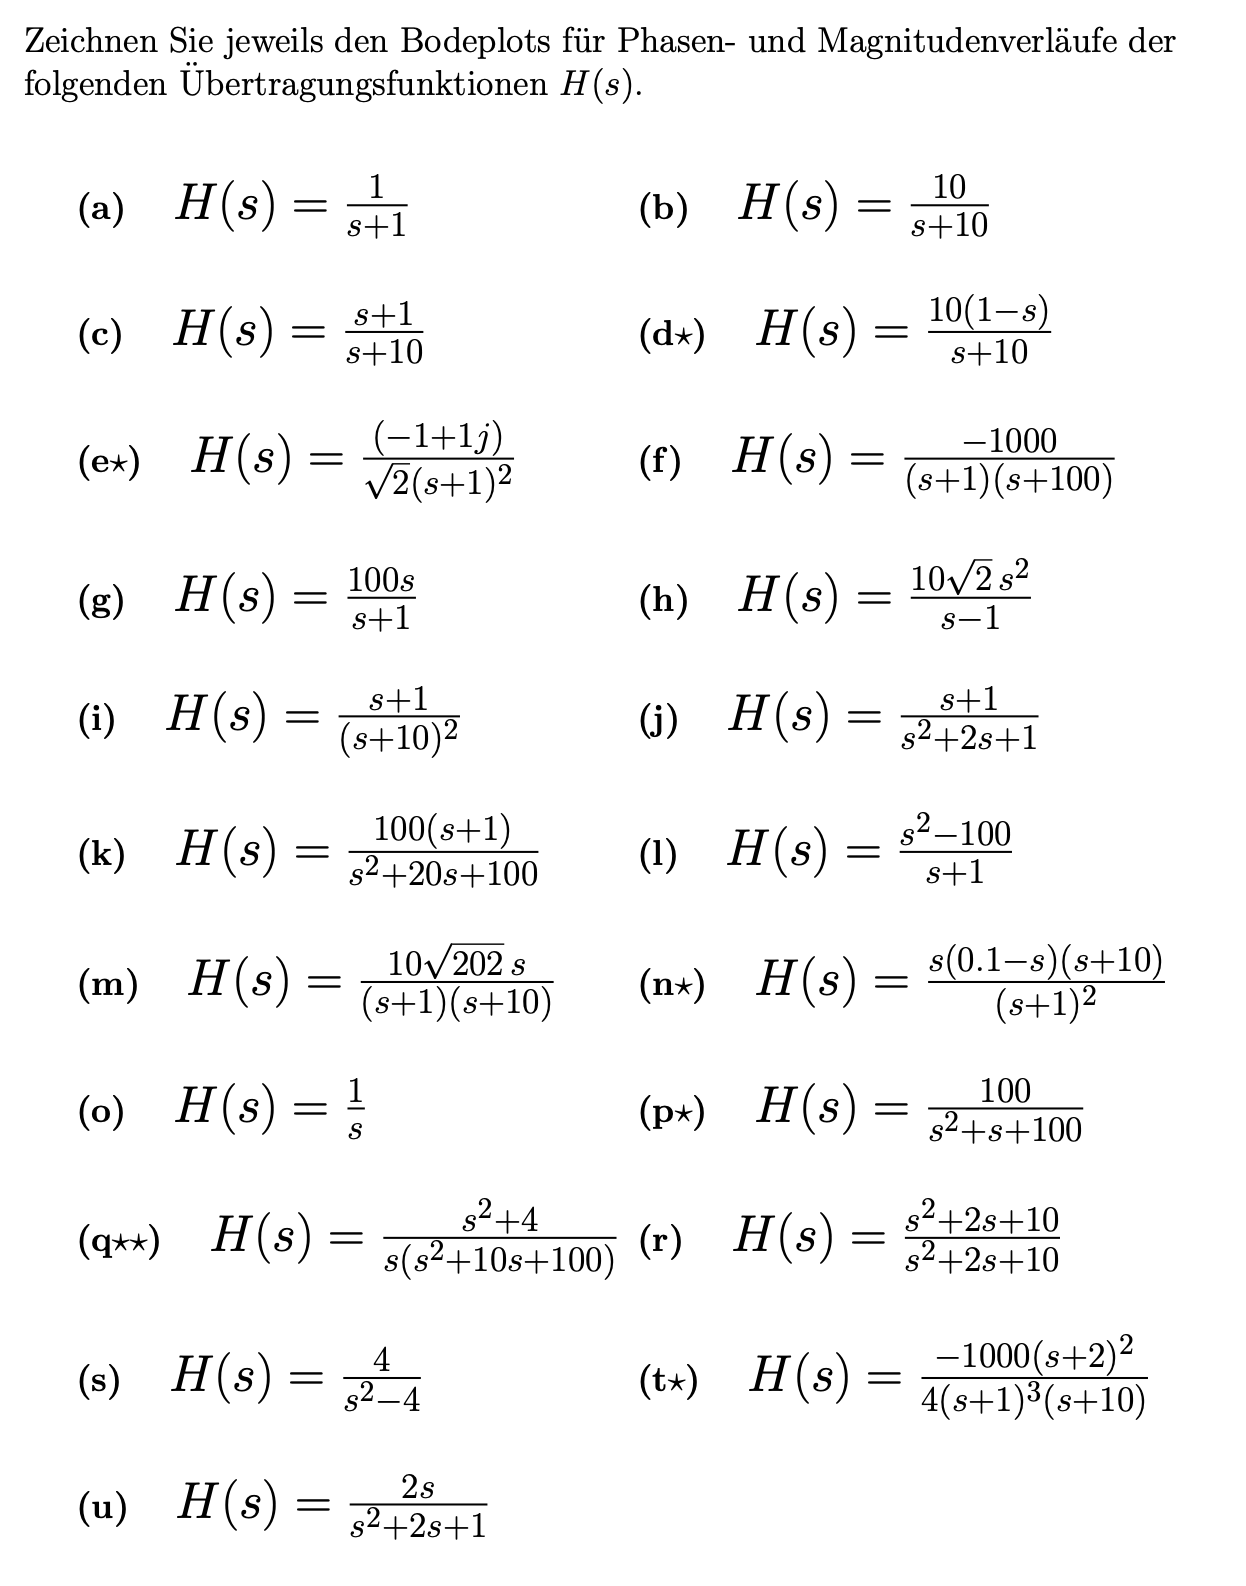 Zeichnen Sie jeweils den Bodeplots für Phasen- und Magnitudenverläufe der
folgenden Übertragungsfunktionen H(s).
(a) H(s) = \frac{1}{s+1} (b) H(s) = \frac{10}{s+10}
(c) H(s) = \frac{s+1}{s+10} (d⋆) H(s) = \frac{10(1-s)}{s+10}
(e⋆) H(s) = \frac{(-1+1j)}{\sqrt{2}(s+1)^2} (f) H(s) = \frac{-1000}{(s+1)(s+100)}
(g) H(s) = \frac{100s}{s+1} (h) H(s) = \frac{10\sqrt{2}s^2}{s-1}
(i) H(s) = \frac{s+1}{(s+10)^2} (j) H(s) = \frac{s+1}{s^2+2s+1}
(k) H(s) = \frac{100(s+1)}{s^2+20s+100} (l) H(s) = \frac{s^2-100}{s+1}
(m) H(s) = \frac{10\sqrt{202}s}{(s+1)(s+10)} (n⋆) H(s) = \frac{s(0.1-s)(s+10)}{(s+1)^2}
(o) H(s) = \frac{1}{s} (p⋆) H(s) = \frac{100}{s^2+s+100}
(q⋆⋆) H(s) = \frac{s^2+4}{s(s^2+10s+100)} (r) H(s) = \frac{s^2+2s+10}{s^2+2s+10}
(s) H(s) = \frac{4}{s^2-4} (t⋆) H(s) = \frac{-1000(s+2)^2}{4(s+1)^3(s+10)}
(u) H(s) = \frac{2s}{s^2+2s+1}